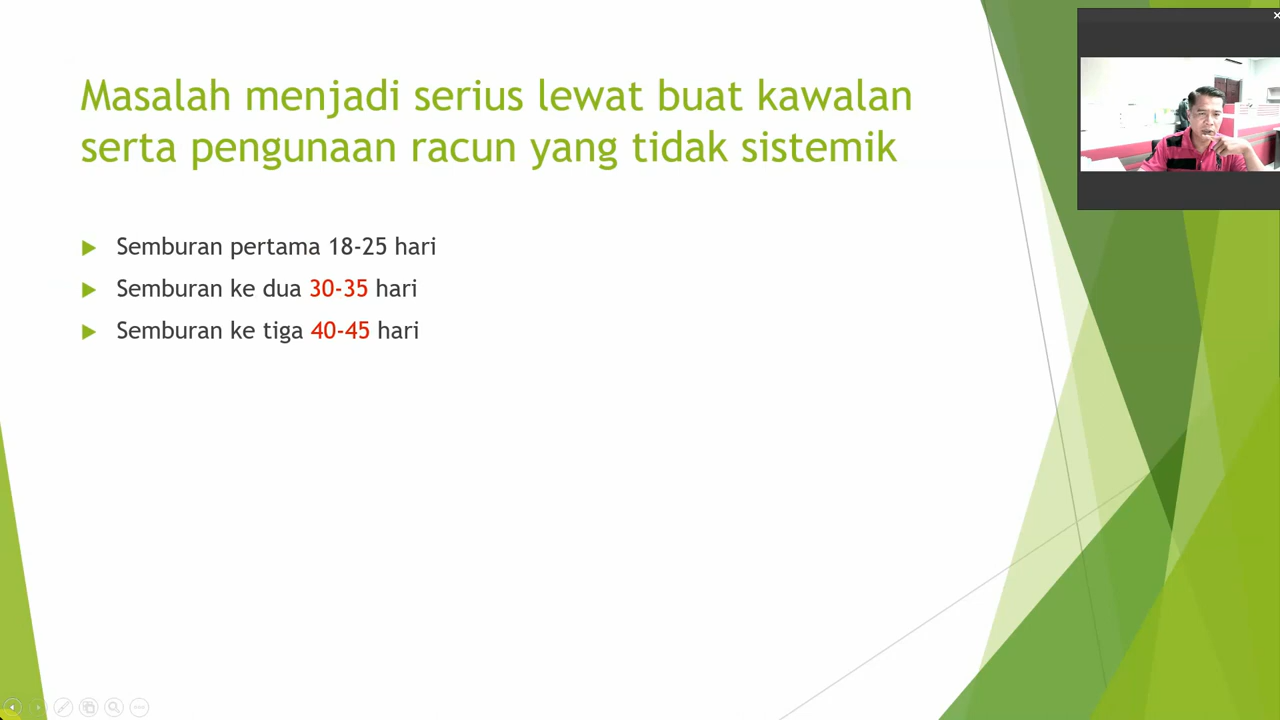 Masalah menjadi serius lewat buat kawalan
serta pengunaan racun yang tidak sistemik
Semburan pertama 18-25 hari
Semburan ke dua 30-35 hari
Semburan ke tiga 40-45 hari